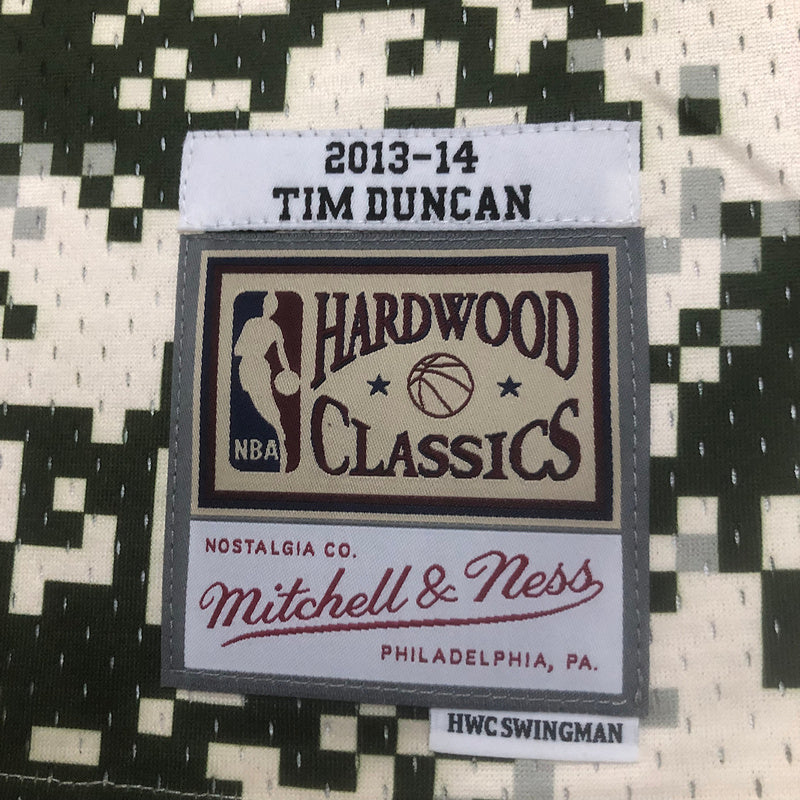 2013-14
TIM DUNCAN
HARDWOOD
CLASSICS
NBA
NOSTALGIA CO.
Mitchell & Ness
PHILADELPHIA, PA.
HWC SWINGMAN